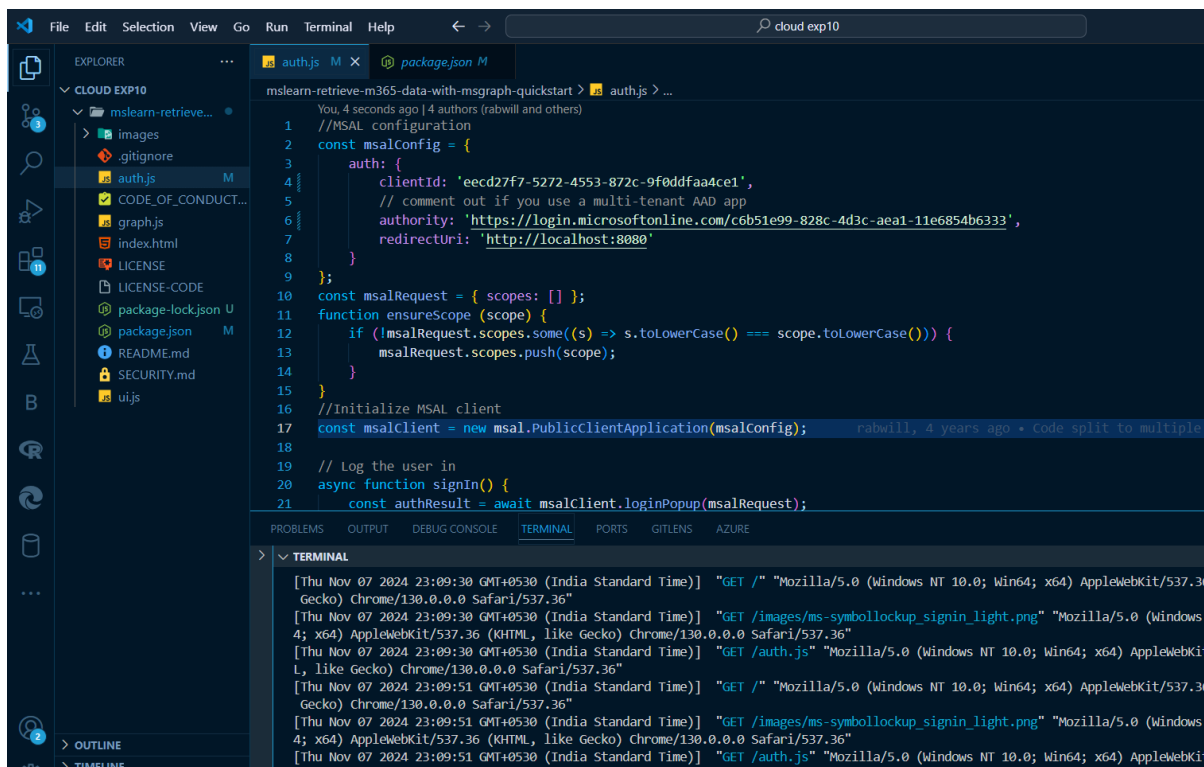 File Edit Selection View Go Run Terminal Help ← → cloud exp10
EXPLORER ...
CLOUD EXP10
mslearn-retrieve...
images
.gitignore
auth.js M
CODE_OF_CONDUCT...
graph.js
index.html
LICENSE
LICENSE-CODE
package-lock.json U
package.json M
README.md
SECURITY.md
ui.js
OUTLINE
TIMELINE
3
11
B
R
2
JS auth.js M × JS package.json M
mslearn-retrieve-m365-data-with-msgraph-quickstart > JS auth.js > ...
You, 4 seconds ago | 4 authors (rabwill and others)
1 //MSAL configuration
2 const msalConfig = {
3 auth: {
4 clientId: 'eecd27f7-5272-4553-872c-9f0ddfaa4ce1',
5 // comment out if you use a multi-tenant AAD app
6 authority: 'https://login.microsoftonline.com/c6b51e99-828c-4d3c-aea1-11e6854b6333',
7 redirectUri: 'http://localhost:8080'
8 }
9 };
10 const msalRequest = { scopes: [] };
11 function ensureScope (scope) {
12 if (!msalRequest.scopes.some((s) => s.toLowerCase() === scope.toLowerCase())) {
13 msalRequest.scopes.push(scope);
14 }
15 }
16 //Initialize MSAL client
17 const msalClient = new msal.PublicClientApplication(msalConfig); rabwill, 4 years ago • Code split to multiple
18
19 // Log the user in
20 async function signIn() {
21 const authResult = await msalClient.loginPopup(msalRequest);
PROBLEMS OUTPUT DEBUG CONSOLE TERMINAL PORTS GITLENS AZURE
TERMINAL
[Thu Nov 07 2024 23:09:30 GMT+0530 (India Standard Time)] "GET /" "Mozilla/5.0 (Windows NT 10.0; Win64; x64) AppleWebKit/537.36
Gecko) Chrome/130.0.0.0 Safari/537.36"
[Thu Nov 07 2024 23:09:30 GMT+0530 (India Standard Time)] "GET /images/ms-symbollockup_signin_light.png" "Mozilla/5.0 (Windows
4; x64) AppleWebKit/537.36 (KHTML, like Gecko) Chrome/130.0.0.0 Safari/537.36"
[Thu Nov 07 2024 23:09:30 GMT+0530 (India Standard Time)] "GET /auth.js" "Mozilla/5.0 (Windows NT 10.0; Win64; x64) AppleWebKit
L, like Gecko) Chrome/130.0.0.0 Safari/537.36"
[Thu Nov 07 2024 23:09:51 GMT+0530 (India Standard Time)] "GET /" "Mozilla/5.0 (Windows NT 10.0; Win64; x64) AppleWebKit/537.36
Gecko) Chrome/130.0.0.0 Safari/537.36"
[Thu Nov 07 2024 23:09:51 GMT+0530 (India Standard Time)] "GET /images/ms-symbollockup_signin_light.png" "Mozilla/5.0 (Windows
4; x64) AppleWebKit/537.36 (KHTML, like Gecko) Chrome/130.0.0.0 Safari/537.36"
[Thu Nov 07 2024 23:09:51 GMT+0530 (India Standard Time)] "GET /auth.js" "Mozilla/5.0 (Windows NT 10.0; Win64; x64) AppleWebKit